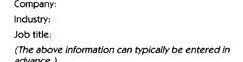 Company:
Industry:
Job title:
(The above information can typically be entered in
advance.)